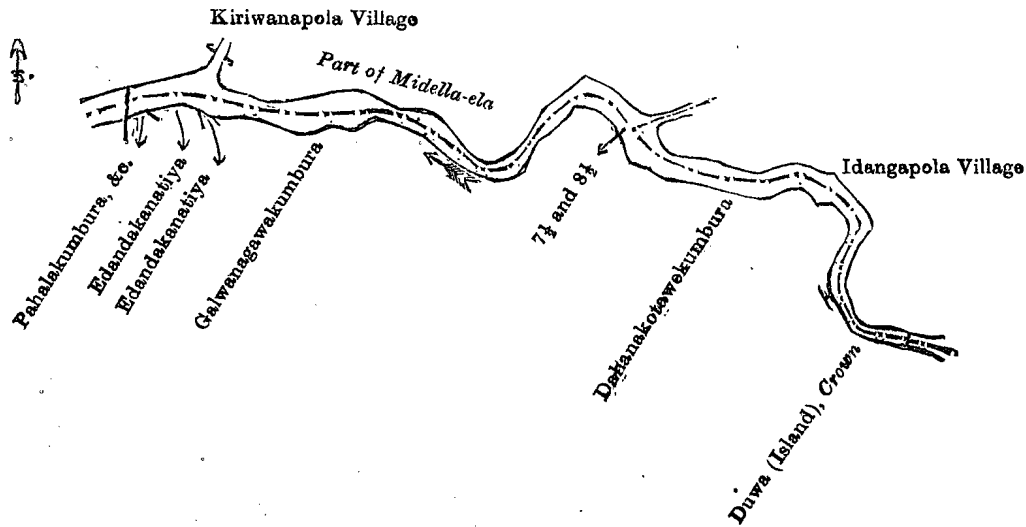 Kiriwanapola Village
Part of Midella-ela
Idangapola Village
7½ and 8½
Pahalakumbura, &c.
Edandakanatiya
Edandakanatiya
Galwanagawakumbura
Dahanakotawekumbura
Duwa (Island), Crown